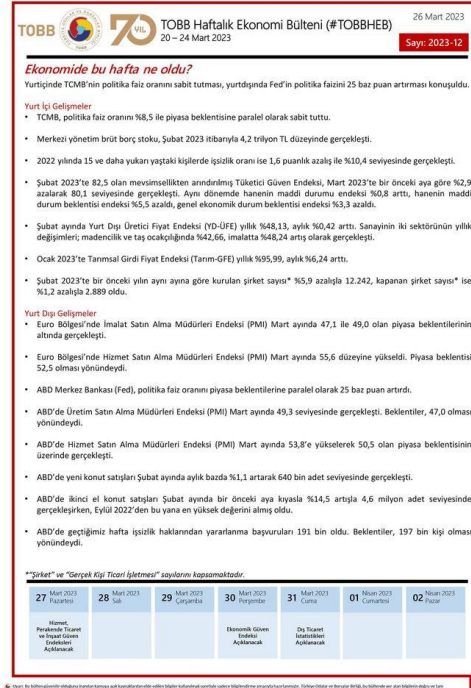 TOBB
70 YIL
TOBB Haftalık Ekonomi Bülteni (#TOBBHEB)
20 – 24 Mart 2023
26 Mart 2023
Sayı: 2023-12
Ekonomide bu hafta ne oldu?
Yurtiçinde TCMB'nin politika faiz oranını sabit tutması, yurtdışında Fed'in politika faizini 25 baz puan artırması konuşuldu.
Yurt İçi Gelişmeler
• TCMB, politika faiz oranını %8,5 ile piyasa beklentisine paralel olarak sabit tuttu.
• Merkezi yönetim brüt borç stoku, Şubat 2023 itibarıyla 4,2 trilyon TL düzeyinde gerçekleşti.
• 2022 yılında 15 ve daha yukarı yaştaki kişilerde işsizlik oranı ise 1,6 puanlık azalış ile %10,4 seviyesinde gerçekleşti.
• Şubat 2023'te 82,5 olan mevsimsellikten arındırılmış Tüketici Güven Endeksi, Mart 2023'te bir önceki aya göre %2,9
azalarak 80,1 seviyesinde gerçekleşti. Aynı dönemde hanenin maddi durumu endeksi %0,8 arttı, hanenin maddi
durum beklentisi endeksi %5,5 azaldı, genel ekonomik durum beklentisi endeksi %3,3 azaldı.
• Şubat ayında Yurt Dışı Üretici Fiyat Endeksi (YD-ÜFE) yıllık %48,13, aylık %0,42 arttı. Sanayinin iki sektörünün yıllık
değişimleri; madencilik ve taş ocakçılığında %42,66, imalatta %48,24 artış olarak gerçekleşti.
• Ocak 2023'te Tarımsal Girdi Fiyat Endeksi (Tarım-GFE) yıllık %95,99, aylık %6,24 arttı.
• Şubat 2023'te bir önceki yılın aynı ayına göre kurulan şirket sayısı* %5,9 azalışla 12.242, kapanan şirket sayısı* ise
%1,2 azalışla 2.889 oldu.
Yurt Dışı Gelişmeler
• Euro Bölgesi'nde İmalat Satın Alma Müdürleri Endeksi (PMI) Mart ayında 47,1 ile 49,0 olan piyasa beklentilerinin
altında gerçekleşti.
• Euro Bölgesi'nde Hizmet Satın Alma Müdürleri Endeksi (PMI) Mart ayında 55,6 düzeyine yükseldi. Piyasa beklentisi
52,5 olması yönündeydi.
• ABD Merkez Bankası (Fed), politika faiz oranını piyasa beklentilerine paralel olarak 25 baz puan artırdı.
• ABD'de Üretim Satın Alma Müdürleri Endeksi (PMI) Mart ayında 49,3 seviyesinde gerçekleşti. Beklentiler, 47,0 olması
yönündeydi.
• ABD'de Hizmet Satın Alma Müdürleri Endeksi (PMI) Mart ayında 53,8'e yükselerek 50,5 olan piyasa beklentisinin
üzerinde gerçekleşti.
• ABD'de yeni konut satışları Şubat ayında aylık bazda %1,1 artarak 640 bin adet seviyesinde gerçekleşti.
• ABD'de ikinci el konut satışları Şubat ayında bir önceki aya kıyasla %14,5 artışla 4,6 milyon adet seviyesinde
gerçekleşirken, Eylül 2022'den bu yana en yüksek değerini almış oldu.
• ABD'de geçtiğimiz hafta işsizlik haklarından yararlanma başvuruları 191 bin oldu. Beklentiler, 197 bin kişi olması
yönündeydi.
*"Şirket" ve "Gerçek Kişi Ticari İşletmesi" sayılarını kapsamaktadır.
27 Mart 2023 Pazartesi
28 Mart 2023 Salı
29 Mart 2023 Çarşamba
30 Mart 2023 Perşembe
31 Mart 2023 Cuma
01 Nisan 2023 Cumartesi
02 Nisan 2023 Pazar
Hizmet,
Perakende Ticaret
ve İnşaat Güven
Endeksleri
Açıklanacak
Ekonomik Güven
Endeksi
Açıklanacak
Dış Ticaret
İstatistikleri
Açıklanacak